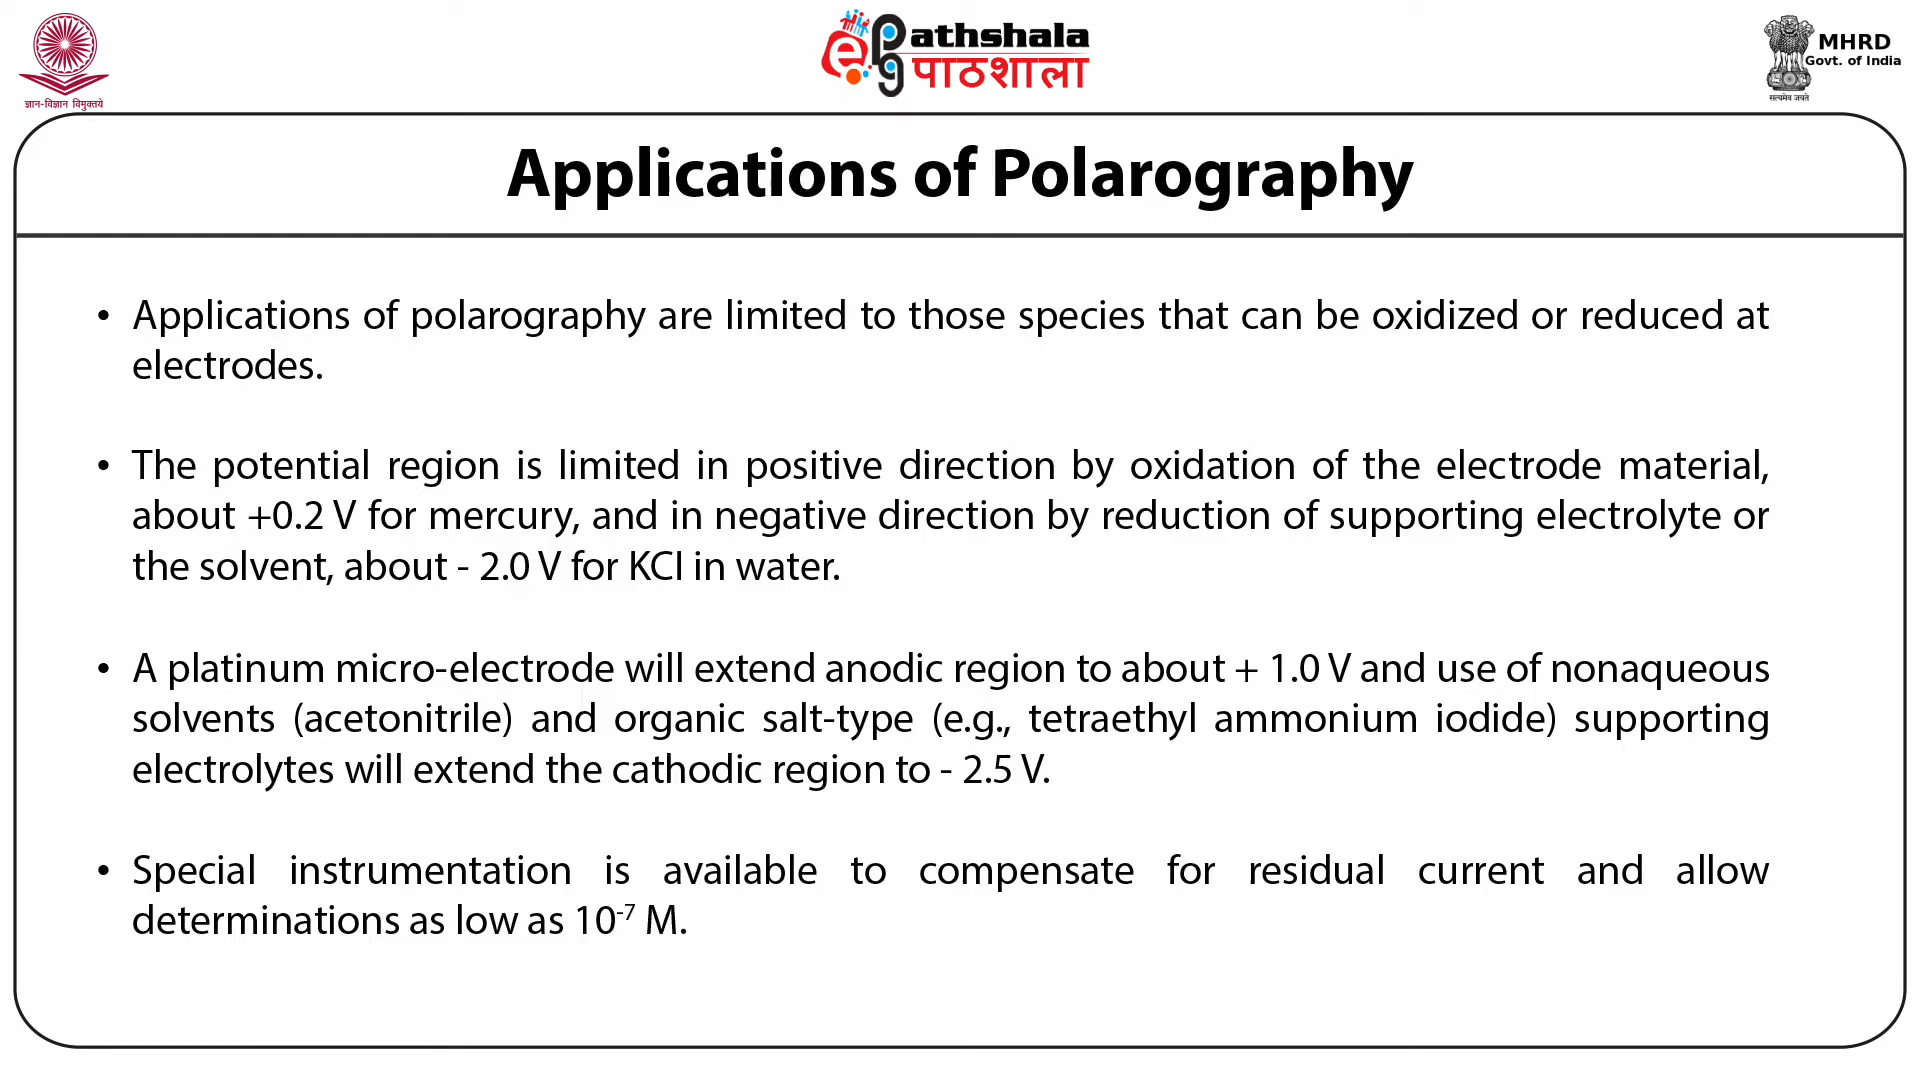 ज्ञान-विज्ञान विमुक्तये
ePathshala
पाठशाला
MHRD
Govt. of India
सत्यमेव जयते
Applications of Polarography
• Applications of polarography are limited to those species that can be oxidized or reduced at
electrodes.
• The potential region is limited in positive direction by oxidation of the electrode material,
about +0.2 V for mercury, and in negative direction by reduction of supporting electrolyte or
the solvent, about - 2.0 V for KCl in water.
• A platinum micro-electrode will extend anodic region to about + 1.0 V and use of nonaqueous
solvents (acetonitrile) and organic salt-type (e.g., tetraethyl ammonium iodide) supporting
electrolytes will extend the cathodic region to - 2.5 V.
• Special instrumentation is available to compensate for residual current and allow
determinations as low as 10⁻⁷ M.